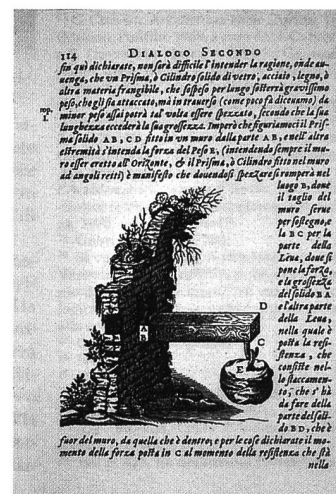 114 DIALOGO SECONDO
fin quì dichiarate, non sarà difficile l'intender la ragione, onde au-
uenga, che vn Prisma, ò Cilindro solido di vetro, acciaio, legno, ò
altra materia frangibile, che sospeso per lungo sosterrà grauissimo
peso, che gli sia attaccato, mà in trauerso (come poco fà diceuamo) da
prop.
I.
minor peso assai potrà tal volta essere spezzato, secondo che la sua
lunghezza eccederà la sua grossezza. Imperò che figuriamoci il Pris-
ma solido AB, CD fitto in vn muro dalla parte AB, e nell'altra
estremità s'intenda la forza del Peso E, (intendendo sempre il mu-
ro esser eretto all'Orizonte, & il Prisma, ò Cilindro fitto nel muro
ad angoli retti) è manifesto che douendosi spezzare si romperà nel
luogo B, doue
il taglio del
muro serue
per sostegno, e
la BC per la
parte della
Leua, doue si
pone la forza,
e la grossezza
del solido BA
è l'altra parte
della Leua,
nella quale è
posta la resi-
stenza, che
consiste nel-
lo staccamen-
to, che s'hà
da fare della
parte del soli-
do BD, che è
fuor del muro, da quella che è dentro; e per le cose dichiarate il mo-
mento della forza posta in C al momento della resistenza che stà
nella
A
B
D
C
E